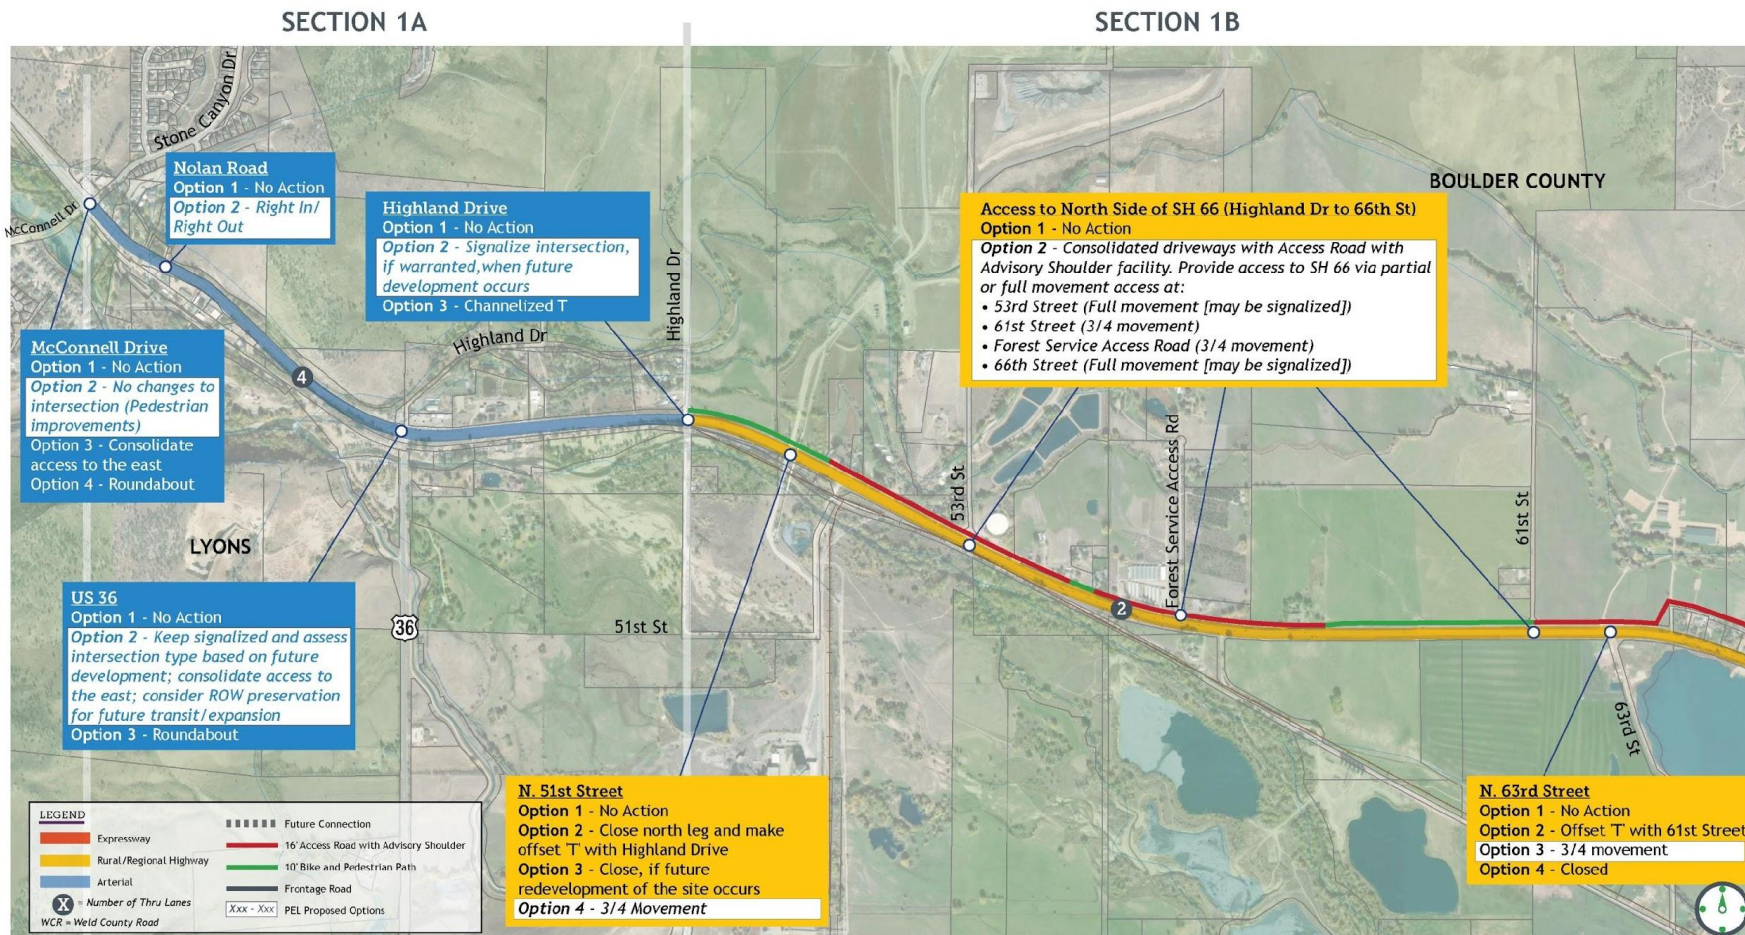 SECTION 1A
SECTION 1B
Stone Canyon Dr
McConnell Dr
Nolan Road
Option 1 - No Action
Option 2 - Right In/
Right Out
Highland Drive
Option 1 - No Action
Option 2 - Signalize intersection,
if warranted,when future
development occurs
Option 3 - Channelized T
Highland Dr
Highland Dr
Access to North Side of SH 66 (Highland Dr to 66th St)
Option 1 - No Action
Option 2 - Consolidated driveways with Access Road with
Advisory Shoulder facility. Provide access to SH 66 via partial
or full movement access at:
• 53rd Street (Full movement [may be signalized])
• 61st Street (3/4 movement)
• Forest Service Access Road (3/4 movement)
• 66th Street (Full movement [may be signalized])
BOULDER COUNTY
McConnell Drive
Option 1 - No Action
Option 2 - No changes to
intersection (Pedestrian
improvements)
Option 3 - Consolidate
access to the east
Option 4 - Roundabout
4
LYONS
53rd St
Forest Service Access Rd
61st St
2
US 36
Option 1 - No Action
Option 2 - Keep signalized and assess
intersection type based on future
development; consolidate access to
the east; consider ROW preservation
for future transit/expansion
Option 3 - Roundabout
36
51st St
63rd St
N. 51st Street
Option 1 - No Action
Option 2 - Close north leg and make
offset 'T' with Highland Drive
Option 3 - Close, if future
redevelopment of the site occurs
Option 4 - 3/4 Movement
N. 63rd Street
Option 1 - No Action
Option 2 - Offset 'T' with 61st Street
Option 3 - 3/4 movement
Option 4 - Closed
LEGEND
Expressway
Rural/Regional Highway
Arterial
X = Number of Thru Lanes
WCR = Weld County Road
Future Connection
16' Access Road with Advisory Shoulder
10' Bike and Pedestrian Path
Frontage Road
Xxx - Xxx PEL Proposed Options